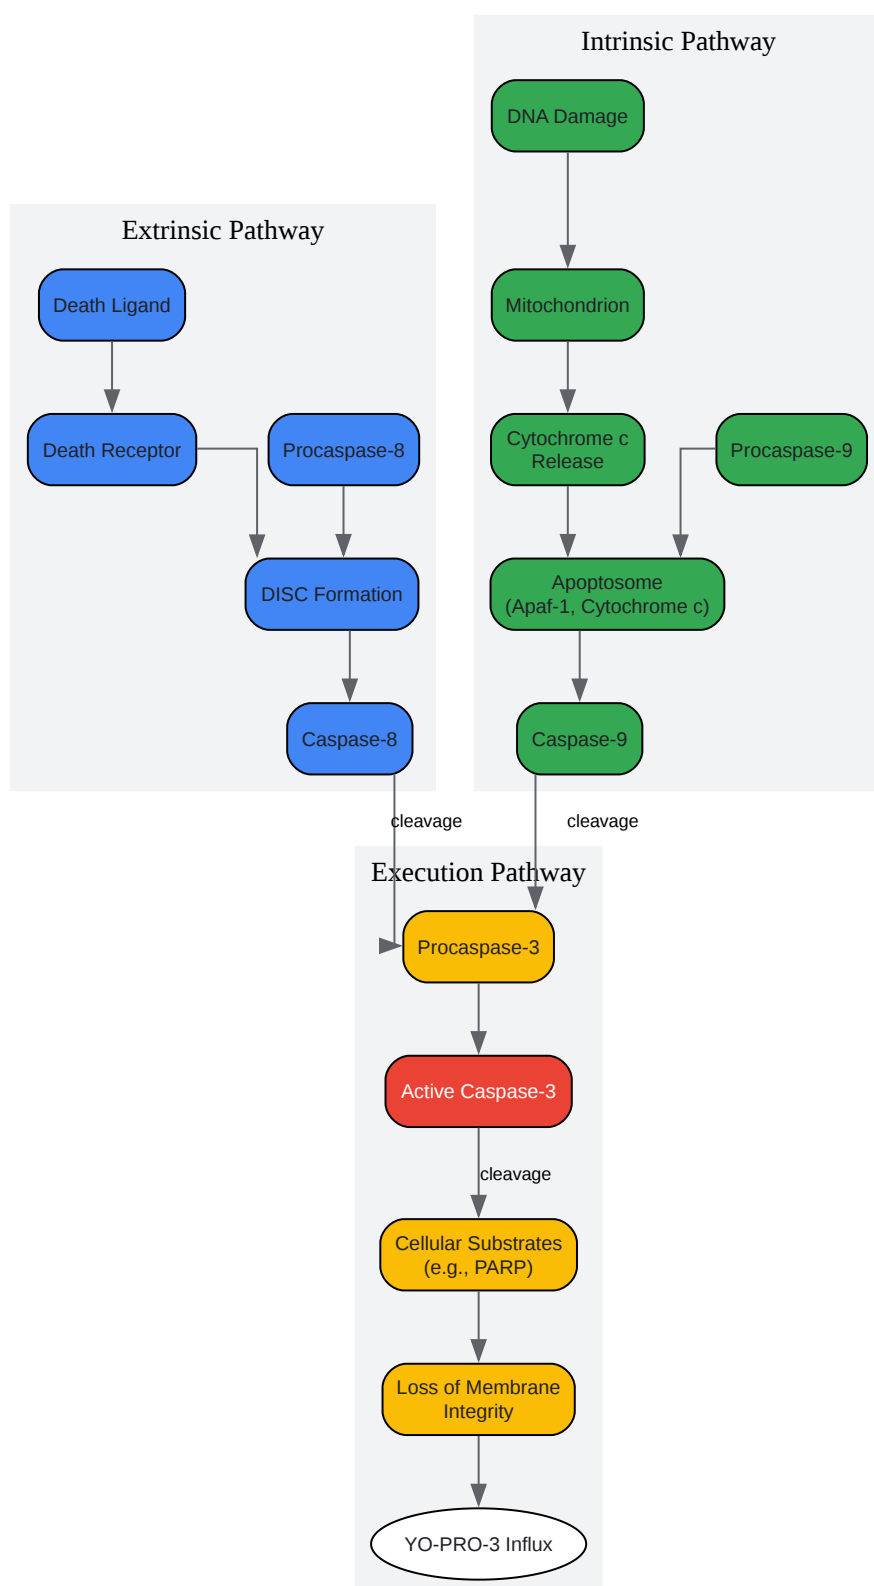 Intrinsic Pathway
DNA Damage
Extrinsic Pathway
Death Ligand
Mitochondrion
Death Receptor
Procaspase-8
Cytochrome c
Release
Procaspase-9
DISC Formation
Apoptosome
(Apaf-1, Cytochrome c)
Caspase-8
Caspase-9
cleavage
cleavage
Execution Pathway
Procaspase-3
Active Caspase-3
cleavage
Cellular Substrates
(e.g., PARP)
Loss of Membrane
Integrity
YO-PRO-3 Influx